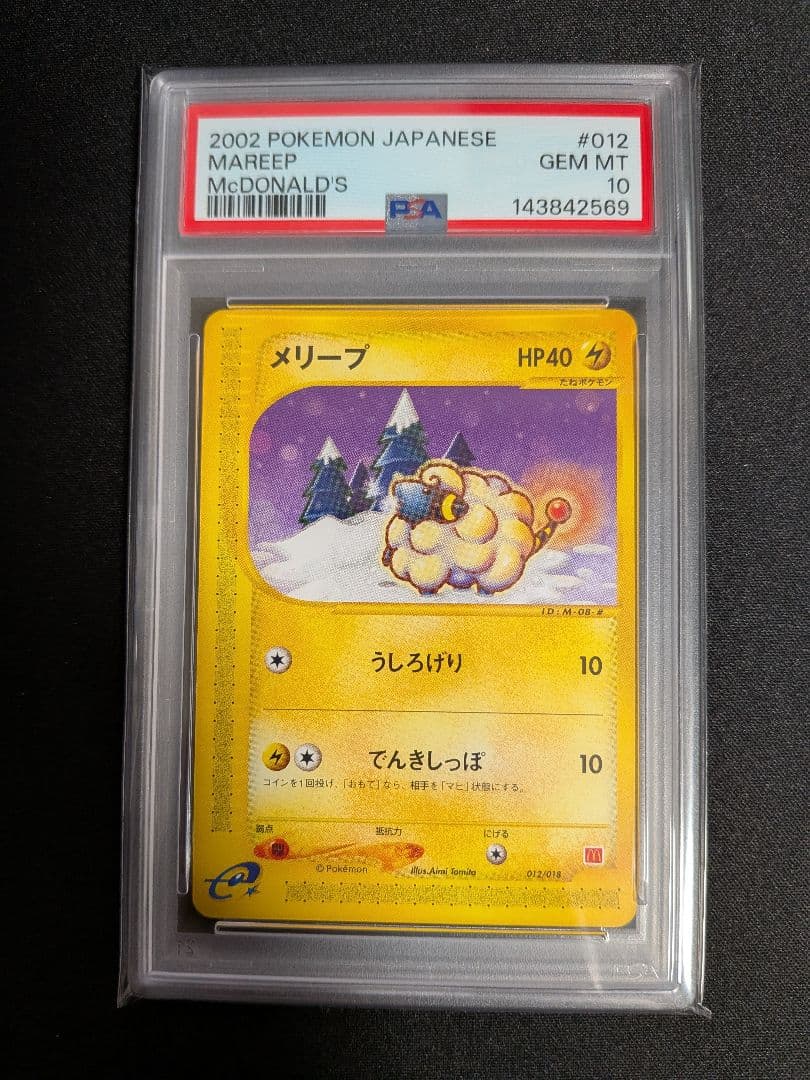 2002 POKEMON JAPANESE #012
MAREEP GEM MT
McDONALD'S 10
PSA 143842569
メリープ HP40
たねポケモン
ID:M-08-#
うしろげり 10
でんきしっぽ 10
コインを1回投げ、「おもて」なら、相手を「マヒ」状態にする。
弱点 抵抗力 にげる
©Pokémon illus.Aimi Tomita 012/018